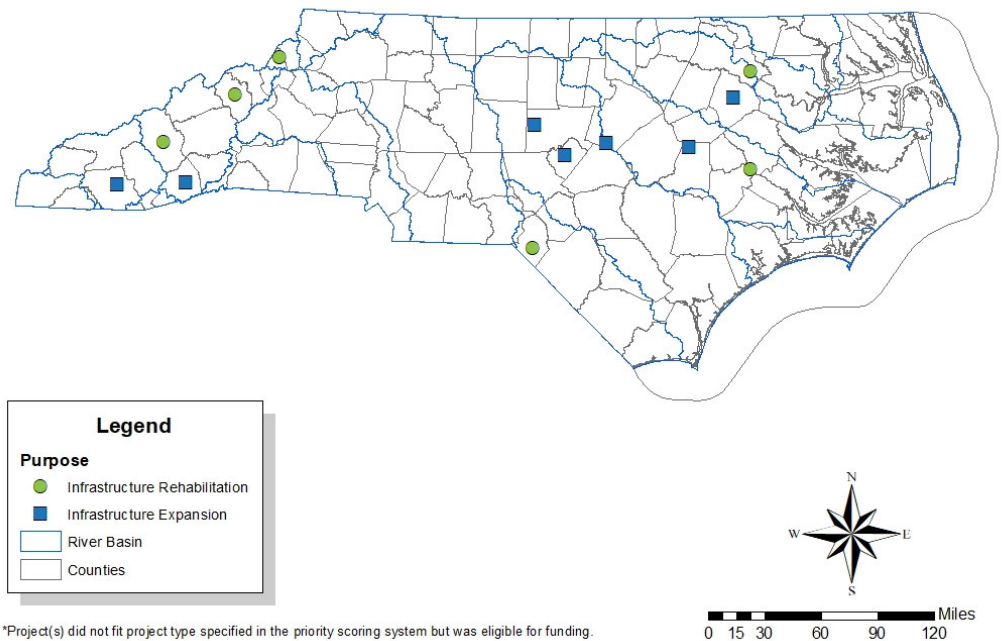 Legend
Purpose
Infrastructure Rehabilitation
Infrastructure Expansion
River Basin
Counties
N
W E
S
Miles
0 15 30 60 90 120
*Project(s) did not fit project type specified in the priority scoring system but was eligible for funding.